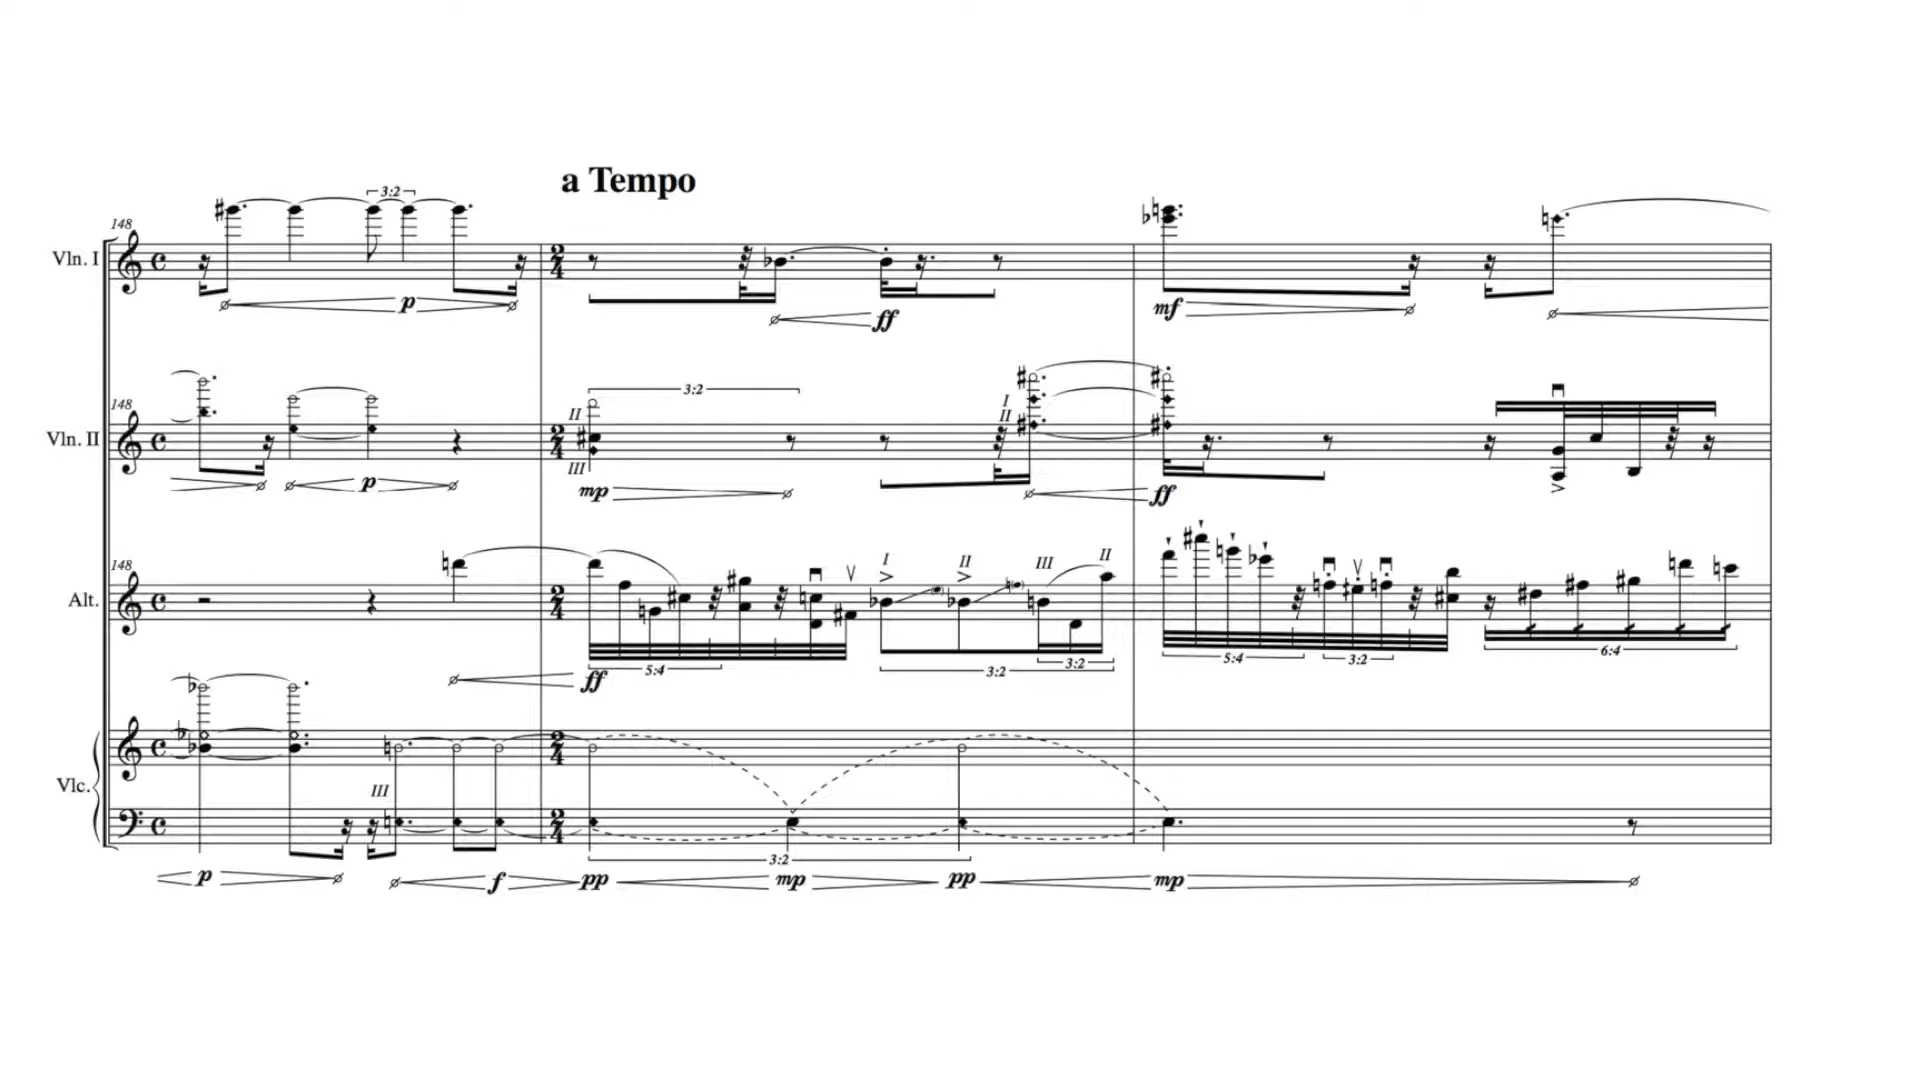 a Tempo
3:2
148
Vln. I
p
ff
mf
148
Vln. II
3:2
II
III
I
II
p
mp
ff
148
Alt.
I
II
III
II
5:4
3:2
3:2
5:4
3:2
6:4
ff
Vlc.
III
3:2
p
f
pp
mp
pp
mp